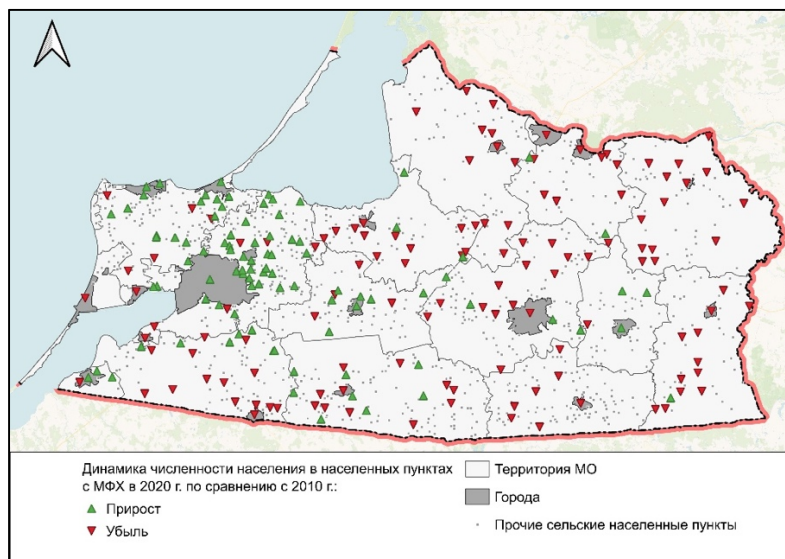 Динамика численности населения в населенных пунктах
с МФХ в 2020 г. по сравнению с 2010 г.:
Прирост
Убыль
Территория МО
Города
Прочие сельские населенные пункты